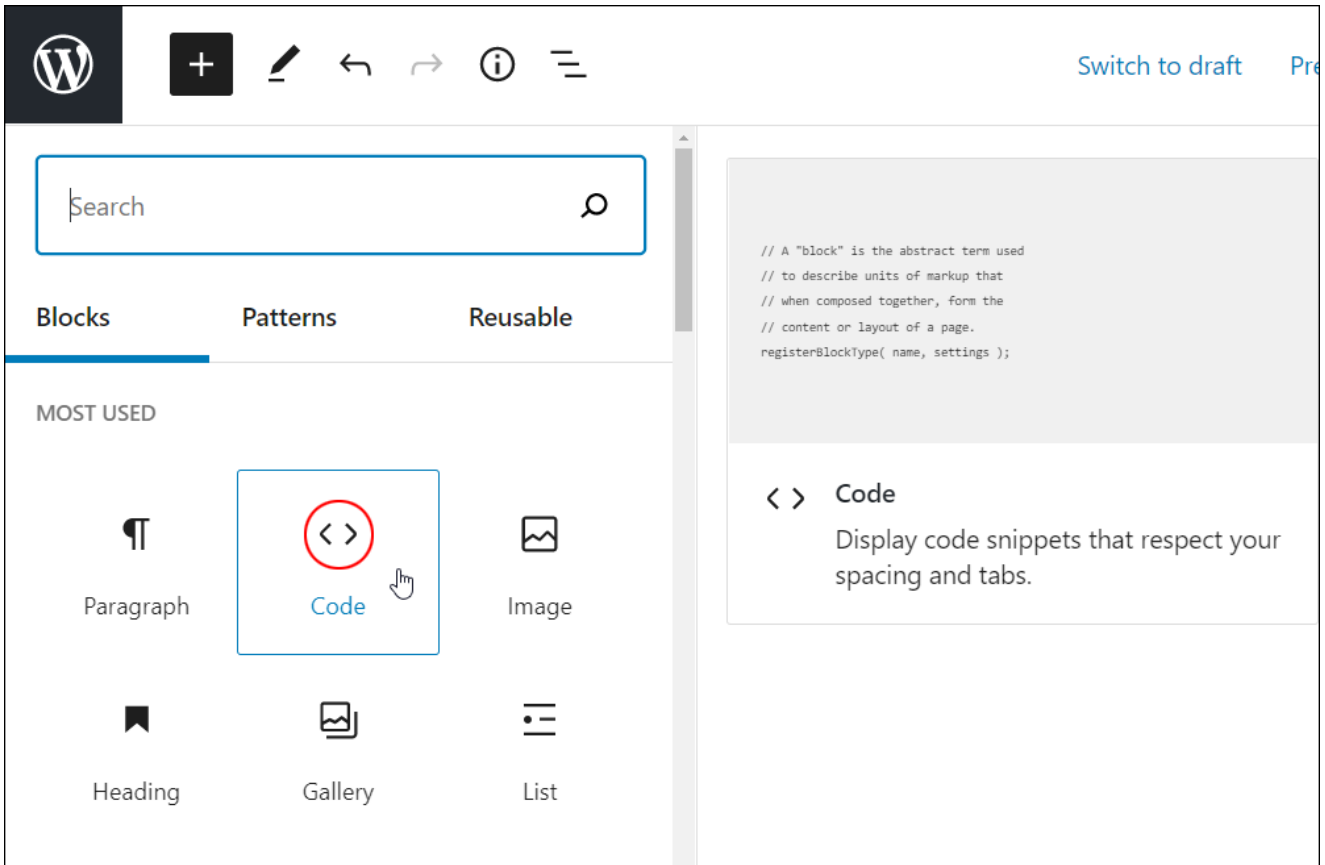 Switch to draft Pre
Search
Blocks Patterns Reusable
MOST USED
Paragraph Code Image
Heading Gallery List
// A "block" is the abstract term used
// to describe units of markup that
// when composed together, form the
// content or layout of a page.
registerBlockType( name, settings );
Code
Display code snippets that respect your
spacing and tabs.